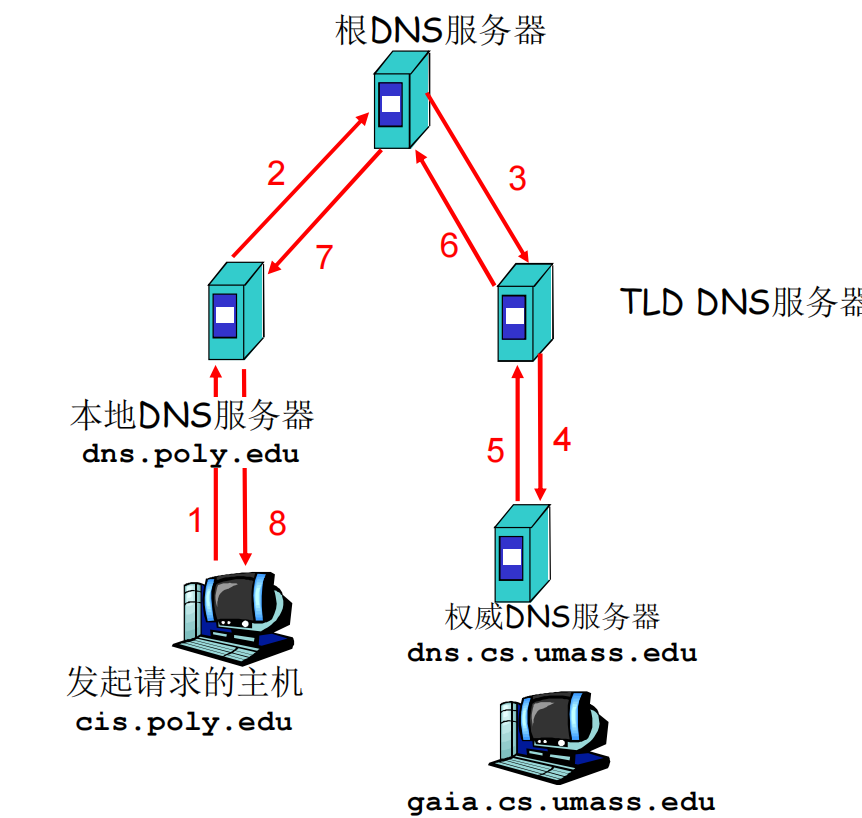 根DNS服务器
2
3
7
6
TLD DNS服务器
本地DNS服务器
dns.poly.edu
5
4
1
8
权威DNS服务器
dns.cs.umass.edu
发起请求的主机
cis.poly.edu
gaia.cs.umass.edu